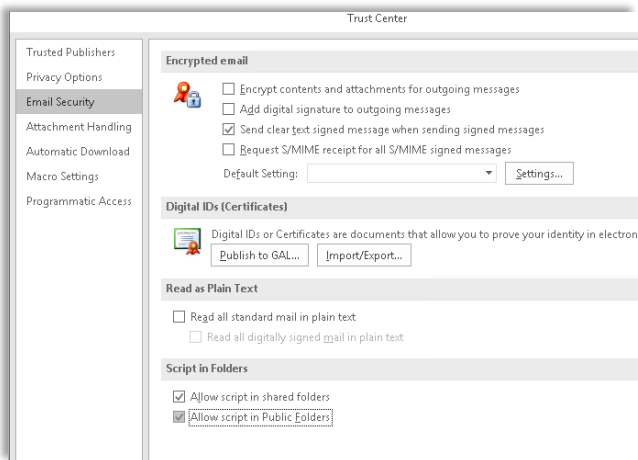 Trust Center
Trusted Publishers
Privacy Options
Email Security
Attachment Handling
Automatic Download
Macro Settings
Programmatic Access
Encrypted email
Encrypt contents and attachments for outgoing messages
Add digital signature to outgoing messages
Send clear text signed message when sending signed messages
Request S/MIME receipt for all S/MIME signed messages
Default Setting:
Settings...
Digital IDs (Certificates)
Digital IDs or Certificates are documents that allow you to prove your identity in electron
Publish to GAL...
Import/Export...
Read as Plain Text
Read all standard mail in plain text
Read all digitally signed mail in plain text
Script in Folders
Allow script in shared folders
Allow script in Public Folders